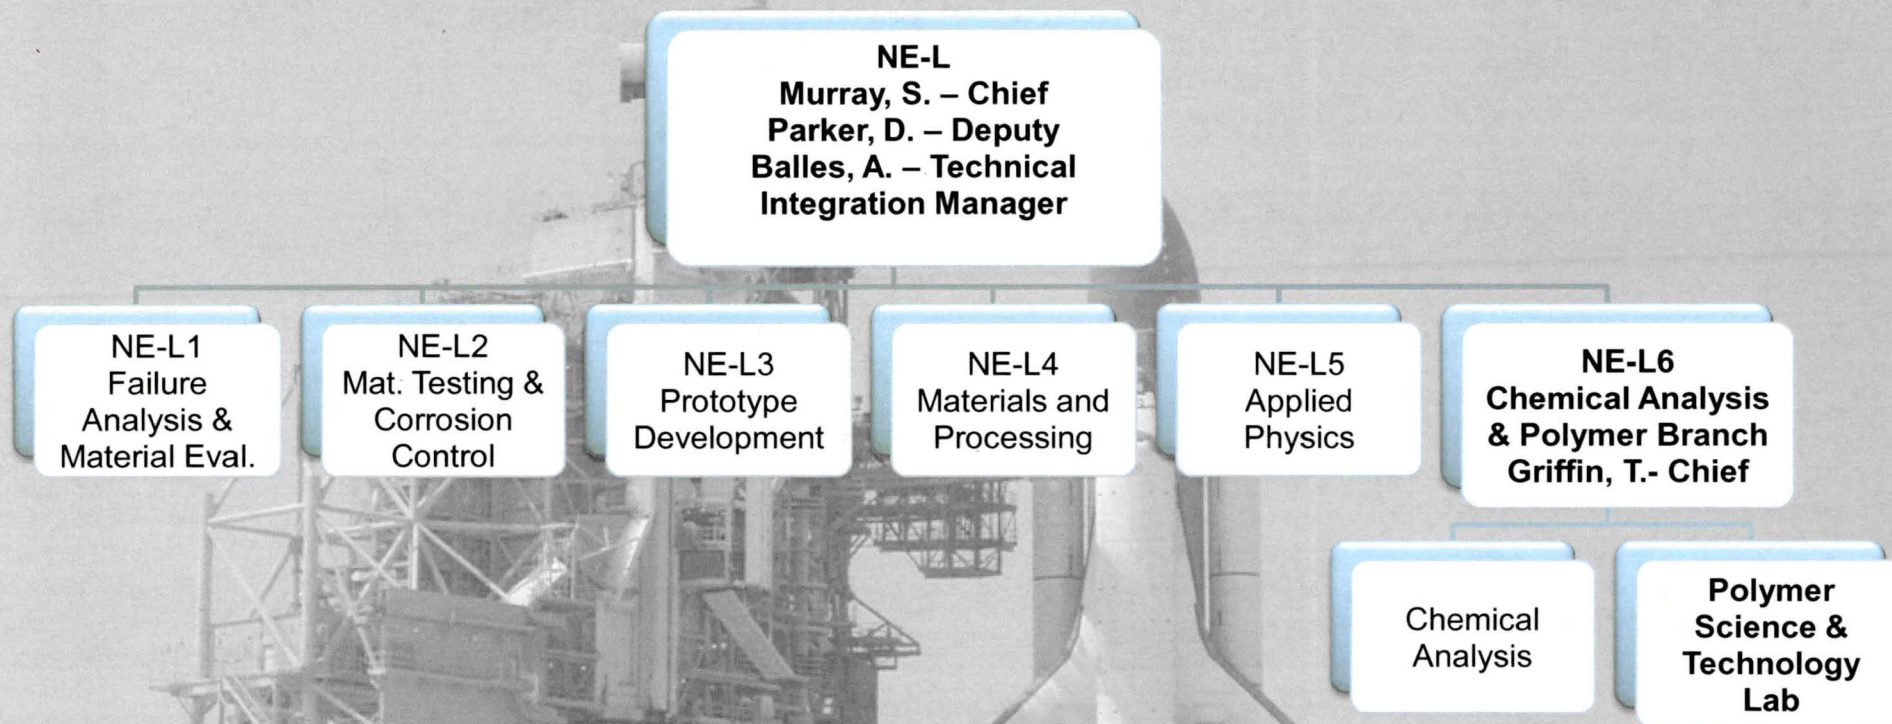 NE-L
Murray, S. – Chief
Parker, D. – Deputy
Balles, A. – Technical
Integration Manager
NE-L1
Failure
Analysis &
Material Eval.
NE-L2
Mat. Testing &
Corrosion
Control
NE-L3
Prototype
Development
NE-L4
Materials and
Processing
NE-L5
Applied
Physics
NE-L6
Chemical Analysis
& Polymer Branch
Griffin, T.- Chief
Chemical
Analysis
Polymer
Science &
Technology
Lab